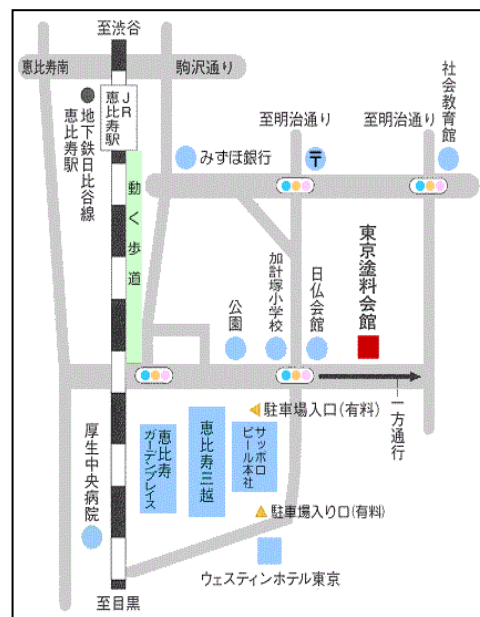 至渋谷
恵比寿南
駒沢通り
JR
恵比寿駅
地下鉄日比谷線
恵比寿駅
社会教育館
至明治通り
至明治通り
みずほ銀行
〒
動く歩道
公園
加計塚小学校
日仏会館
東京塗料会館
一方通行
駐車場入口(有料)
恵比寿
ガーデンプレイス
恵比寿三越
サッポロ
ビール本社
厚生中央病院
駐車場入り口(有料)
ウェスティンホテル東京
至目黒